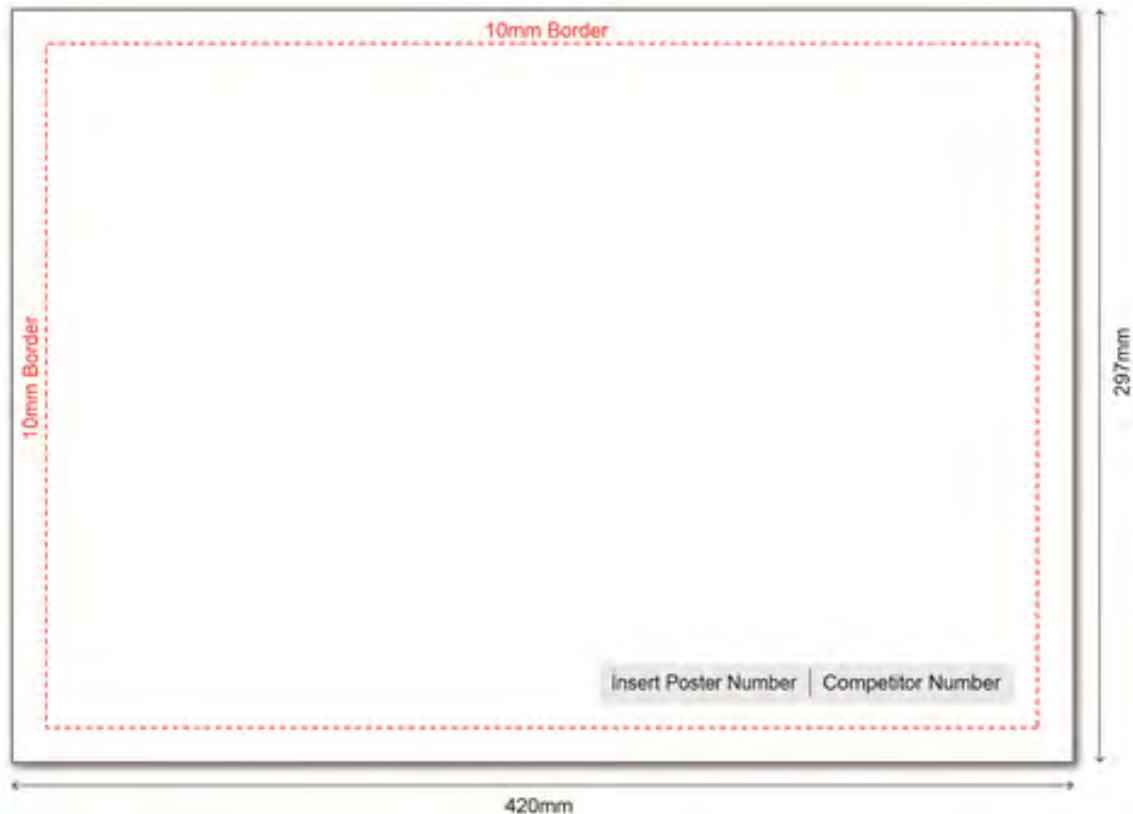 10mm Border
10mm Border
297mm
Insert Poster Number | Competitor Number
420mm